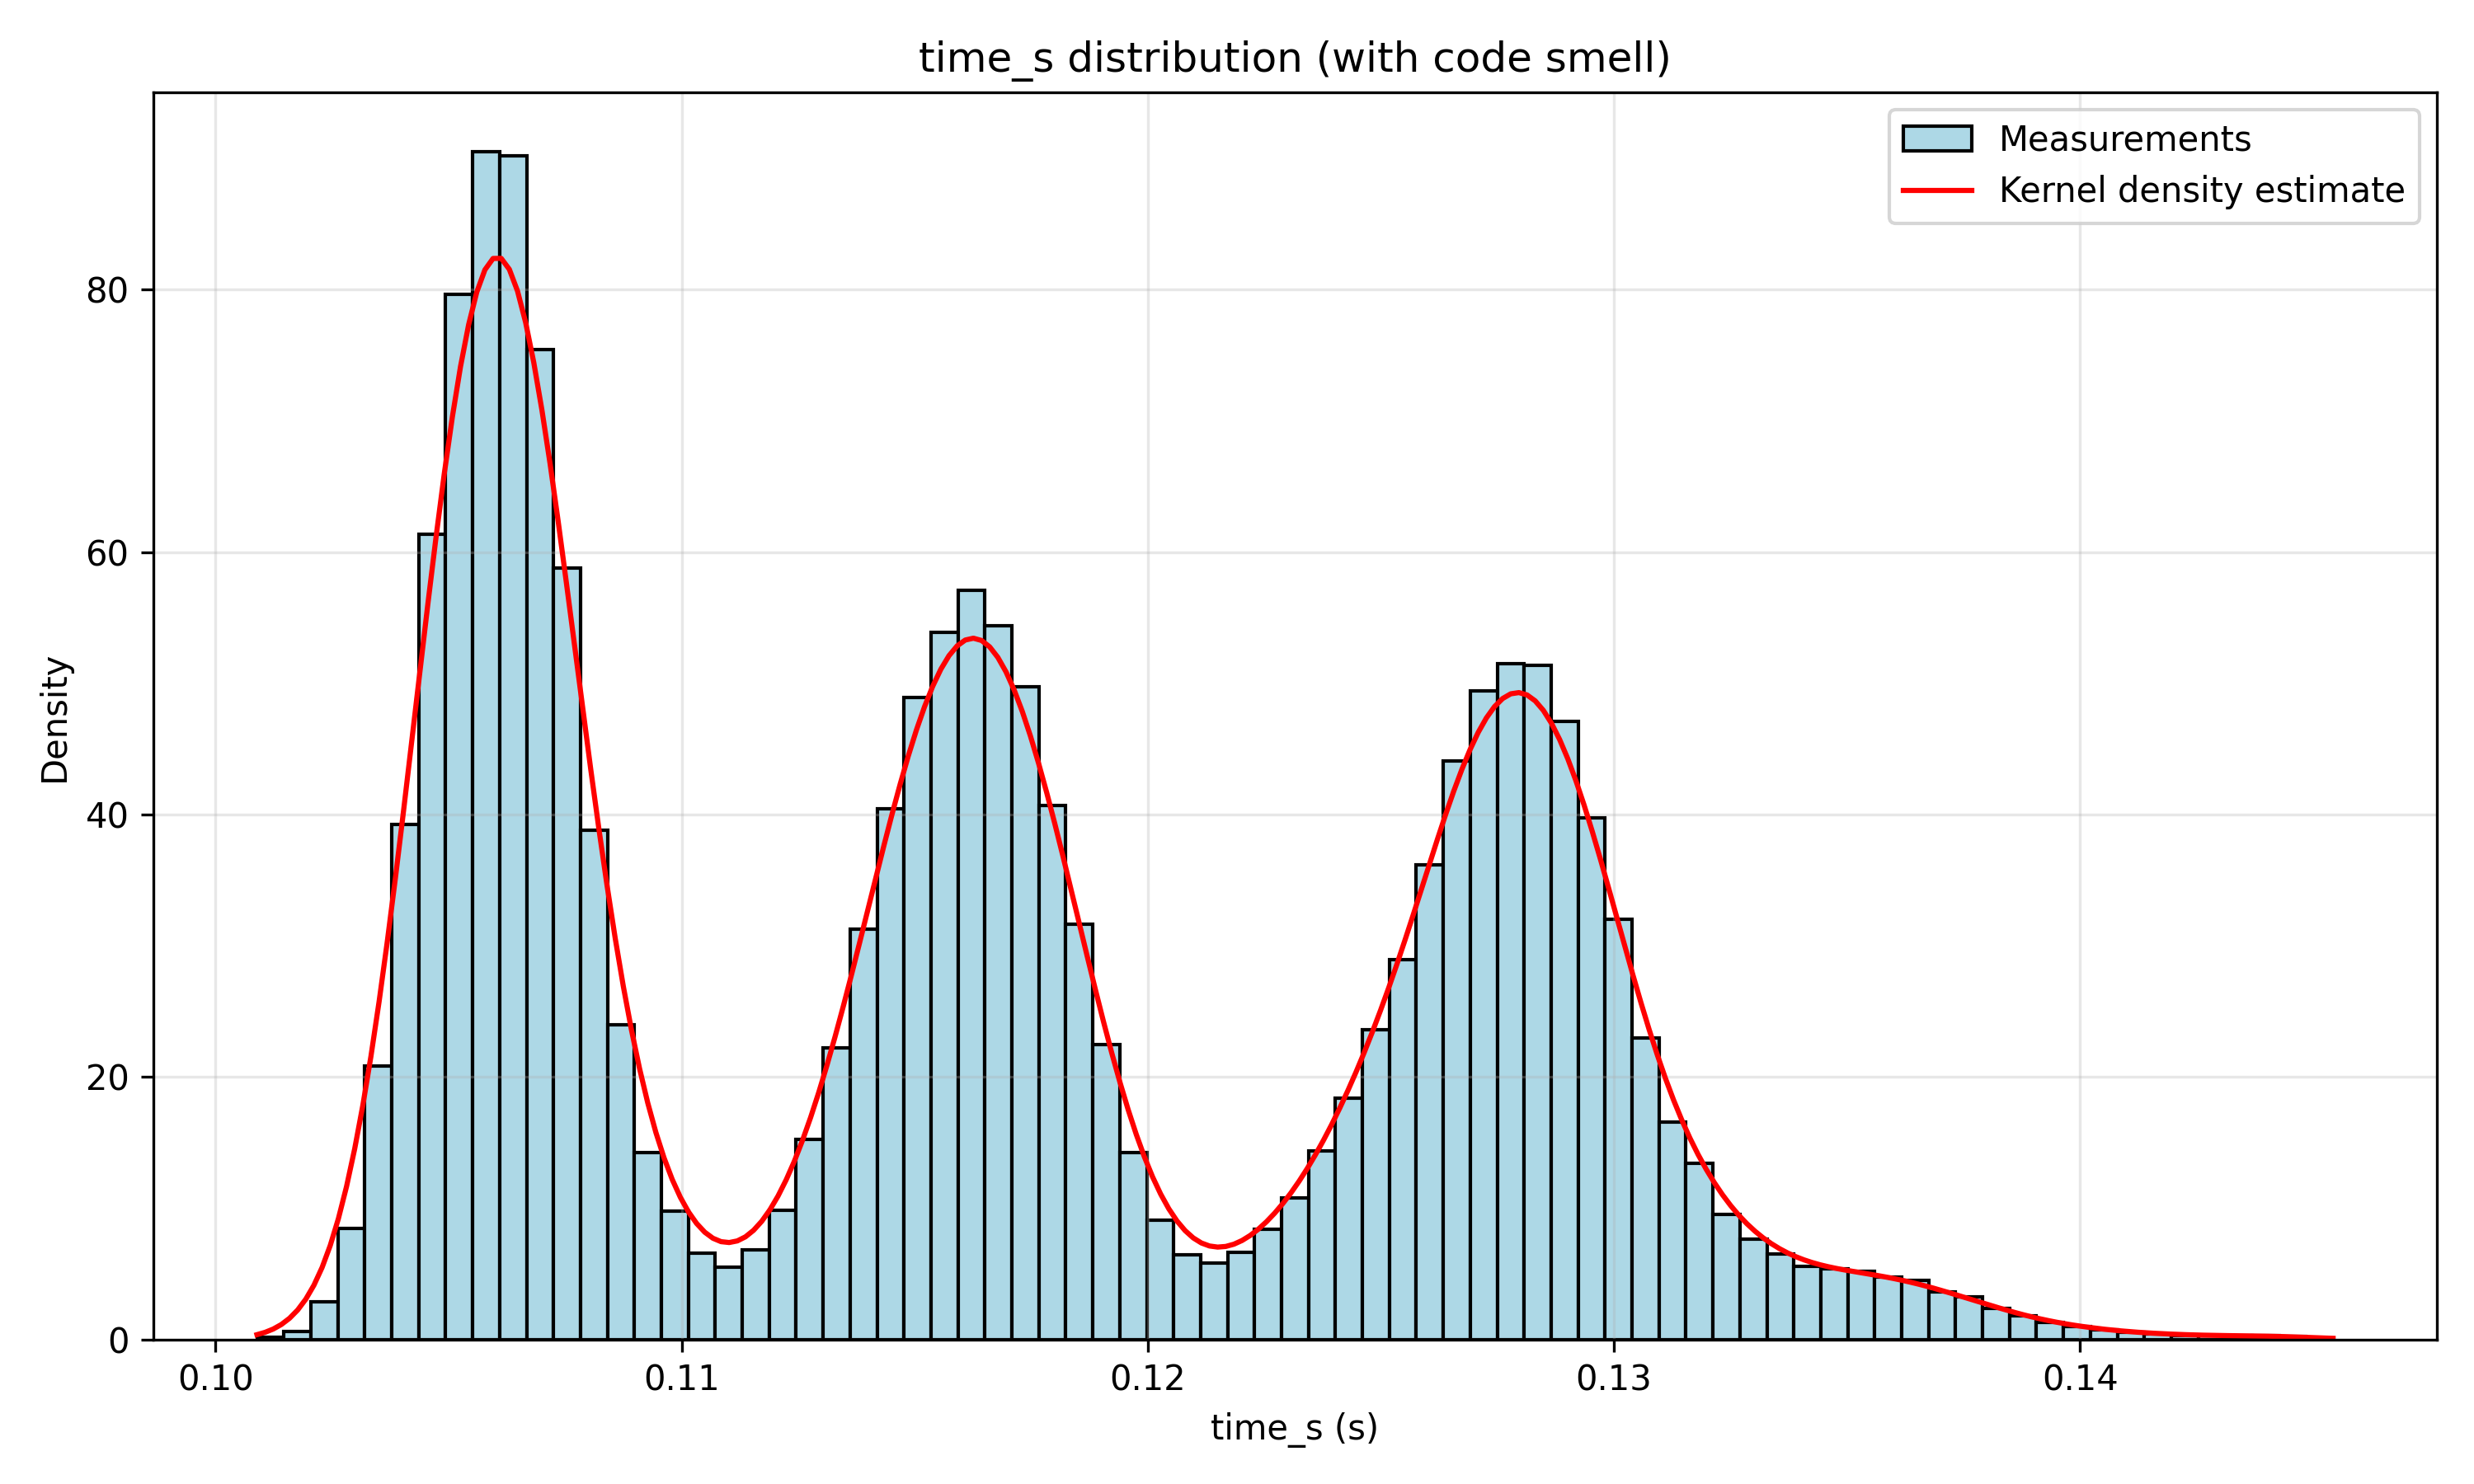 time_s distribution (with code smell)
Measurements
Kernel density estimate
Density
80
60
40
20
0
0.10
0.11
0.12
0.13
0.14
time_s (s)